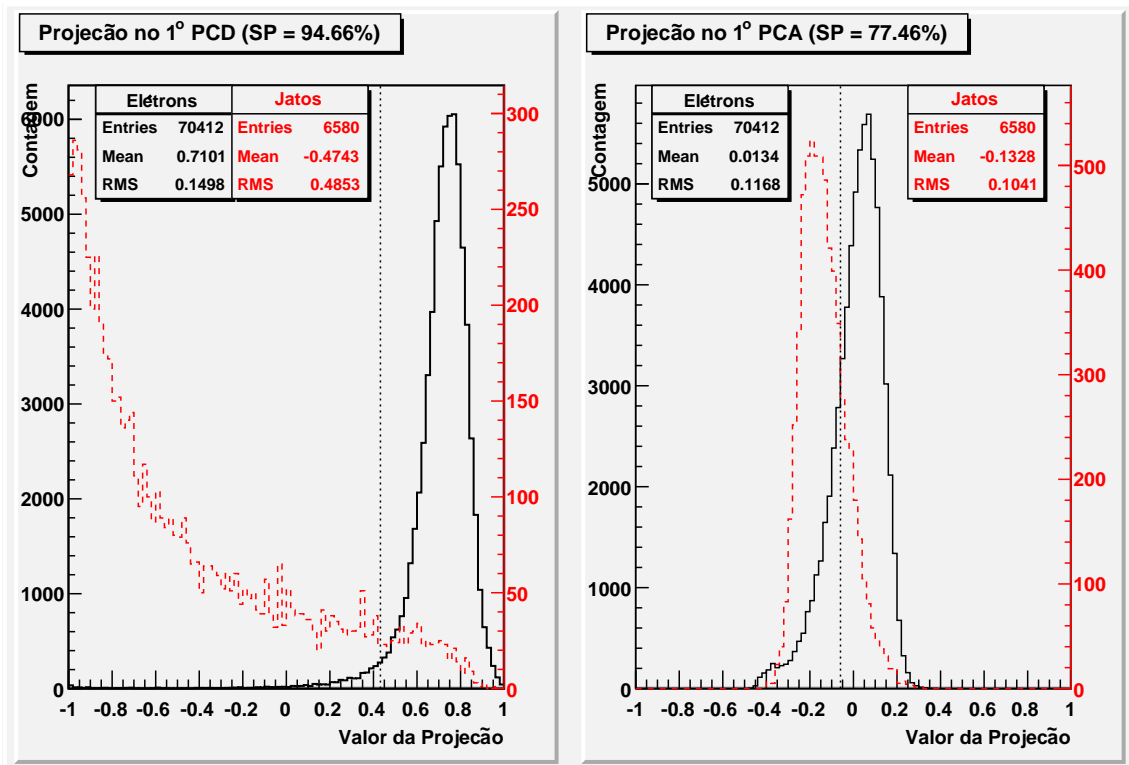 Projecão no 1º PCD (SP = 94.66%)
Contagem
Eletrons Jatos
Entries 70412 Entries 6580
Mean 0.7101 Mean -0.4743
RMS 0.1498 RMS 0.4853
6000
5000
4000
3000
2000
1000
0
300
250
200
150
100
50
0
-1 -0.8 -0.6 -0.4 -0.2 0 0.2 0.4 0.6 0.8 1
Valor da Projecão
Projecão no 1º PCA (SP = 77.46%)
Contagem
Eletrons
Entries 70412
Mean 0.0134
RMS 0.1168
Jatos
Entries 6580
Mean -0.1328
RMS 0.1041
5000
4000
3000
2000
1000
0
500
400
300
200
100
0
-1 -0.8 -0.6 -0.4 -0.2 0 0.2 0.4 0.6 0.8 1
Valor da Projecão